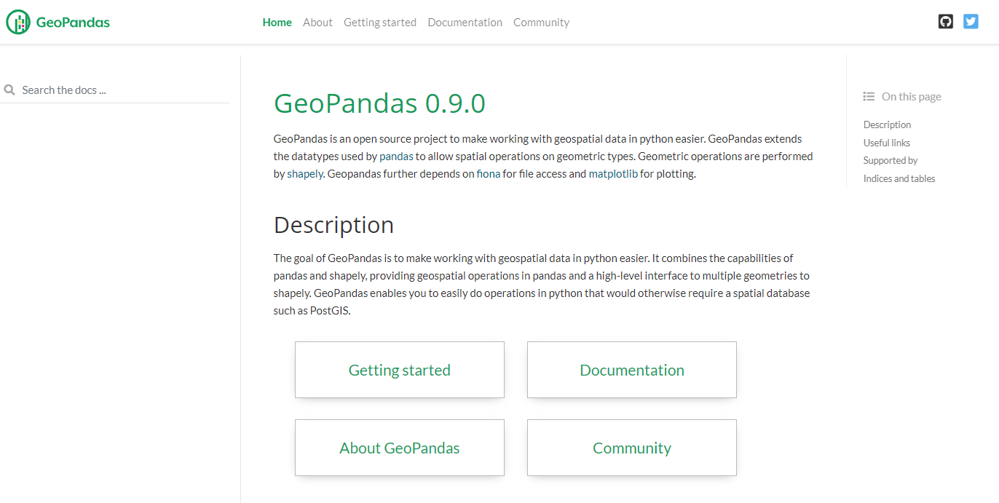 GeoPandas
Home About Getting started Documentation Community
Search the docs ...
GeoPandas 0.9.0
GeoPandas is an open source project to make working with geospatial data in python easier. GeoPandas extends
the datatypes used by pandas to allow spatial operations on geometric types. Geometric operations are performed
by shapely. Geopandas further depends on fiona for file access and matplotlib for plotting.
Description
The goal of GeoPandas is to make working with geospatial data in python easier. It combines the capabilities of
pandas and shapely, providing geospatial operations in pandas and a high-level interface to multiple geometries to
shapely. GeoPandas enables you to easily do operations in python that would otherwise require a spatial database
such as PostGIS.
Getting started
Documentation
About GeoPandas
Community
On this page
Description
Useful links
Supported by
Indices and tables